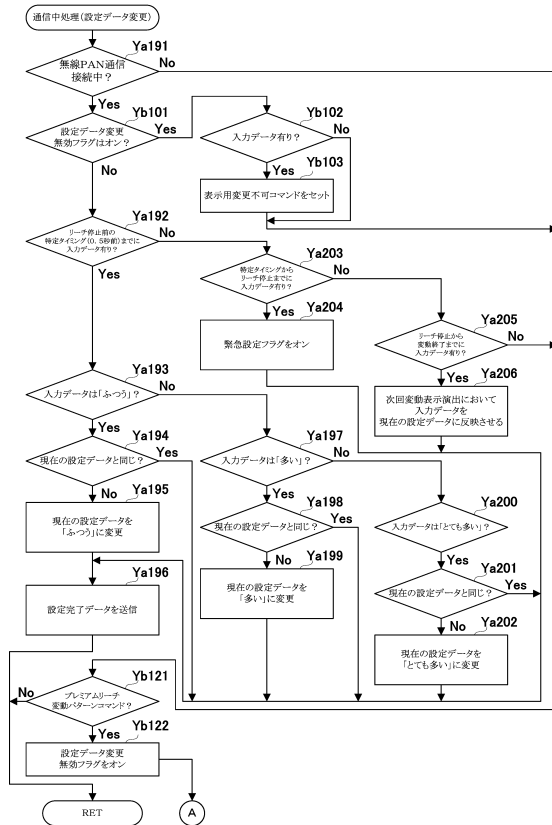 通信中処理(設定データ変更)
Ya191
無線PAN通信
接続中？
No
Yes
Yb101
設定データ変更
無効フラグはオン？
Yes
No
Yb102
入力データ有り？
No
Yes
Yb103
表示用変更不可コマンドをセット
Ya192
リーチ停止前の
特定タイミング(0．5秒前)までに
入力データ有り？
No
Yes
Ya203
特定タイミングから
リーチ停止までに
入力データ有り？
No
Yes
Ya204
緊急設定フラグをオン
Ya205
リーチ停止から
変動終了までに
入力データ有り？
No
Yes
Ya206
次回変動表示演出において
入力データを
現在の設定データに反映させる
Ya193
入力データは「ふつう」？
No
Yes
Ya194
現在の設定データと同じ？
Yes
No
Ya195
現在の設定データを
「ふつう」に変更
Ya196
設定完了データを送信
Ya197
入力データは「多い」？
No
Yes
Ya198
現在の設定データと同じ？
Yes
No
Ya199
現在の設定データを
「多い」に変更
Ya200
入力データは「とても多い」？
Yes
Ya201
現在の設定データと同じ？
Yes
No
Ya202
現在の設定データを
「とても多い」に変更
Yb121
プレミアムリーチ
変動パターンコマンド？
No
Yes
Yb122
設定データ変更
無効フラグをオン
RET
A